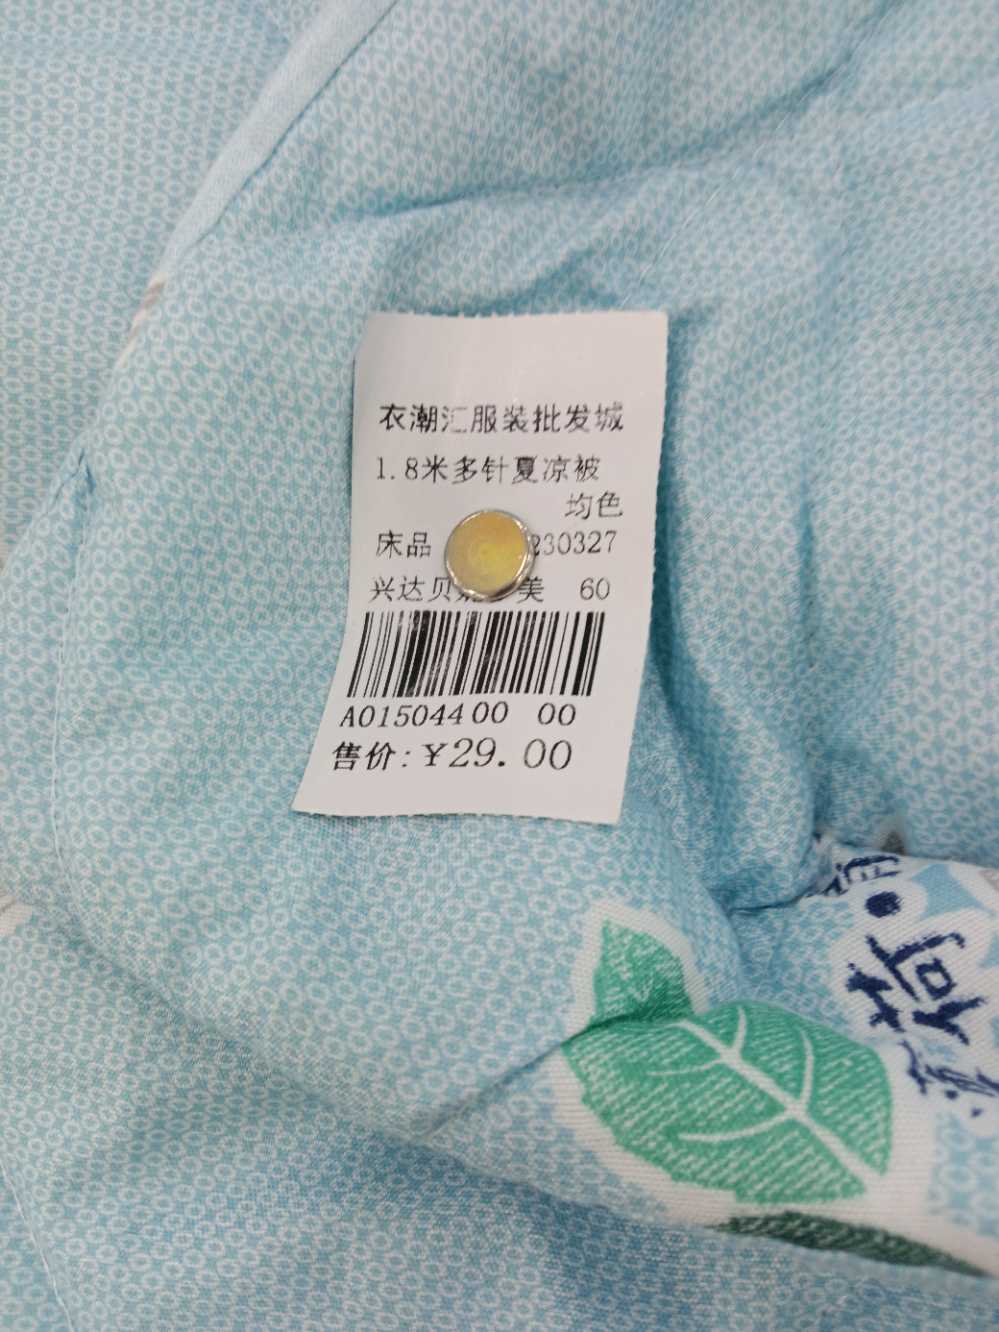 衣潮汇服装批发城
1.8米多针夏凉被
均色
床品 230327
兴达贝 美 60
A01504400 00
售价:¥29.00
荷